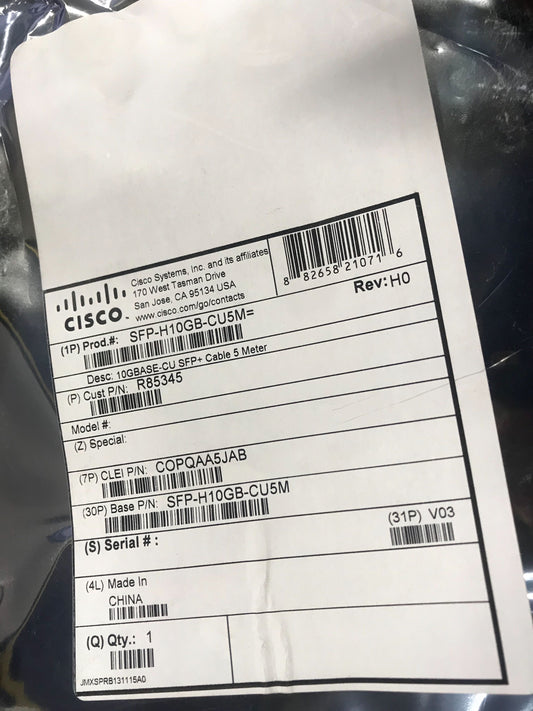 Cisco Systems, Inc. and its affiliates
170 West Tasman Drive
San Jose, CA 95134 USA
www.cisco.com/go/contacts
CISCO
8 82658 21071 6
Rev: H0
(1P) Prod.#: SFP-H10GB-CU5M=
Desc: 10GBASE-CU SFP+ Cable 5 Meter
(P) Cust P/N: R85345
Model #:
(Z) Special:
(7P) CLEI P/N: COPQAA5JAB
(30P) Base P/N: SFP-H10GB-CU5M
(31P) V03
(S) Serial # :
(4L) Made In
CHINA
(Q) Qty.: 1
JMXSPRB131115A0